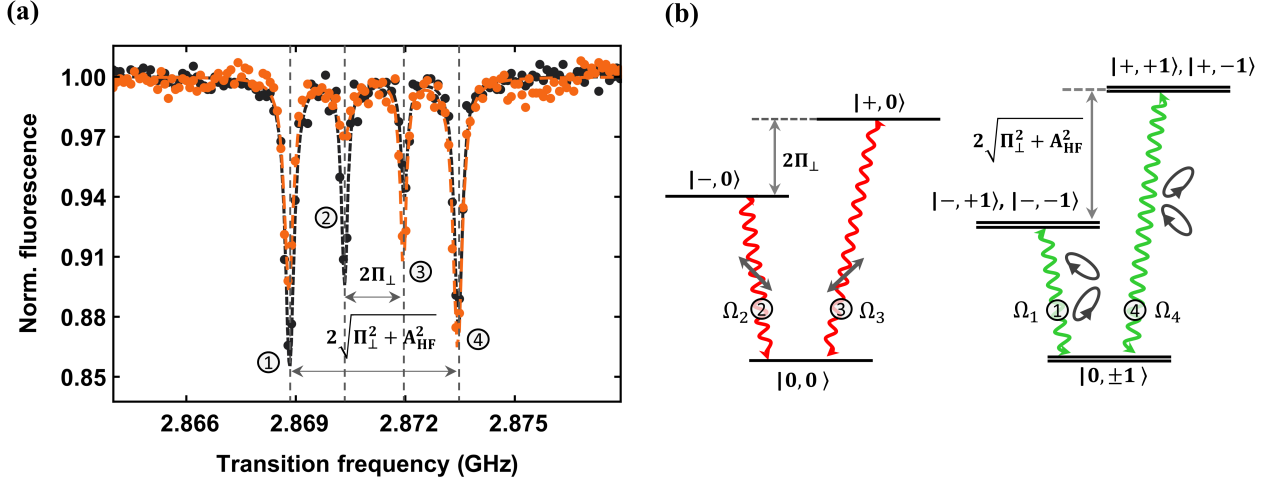 (a)
(b)
Norm. fluorescence
1.00
0.97
0.94
0.91
0.88
0.85
2.866
2.869
2.872
2.875
Transition frequency (GHz)
①
②
③
④
2Π⊥
2√(Π⊥² + A_HF²)
|+, 0⟩
2Π⊥
|−, 0⟩
Ω₂ ② ③ Ω₃
|0, 0⟩
|+, +1⟩, |+, −1⟩
2√(Π⊥² + A_HF²)
|−, +1⟩, |−, −1⟩
Ω₁ ① ④ Ω₄
|0, ±1⟩